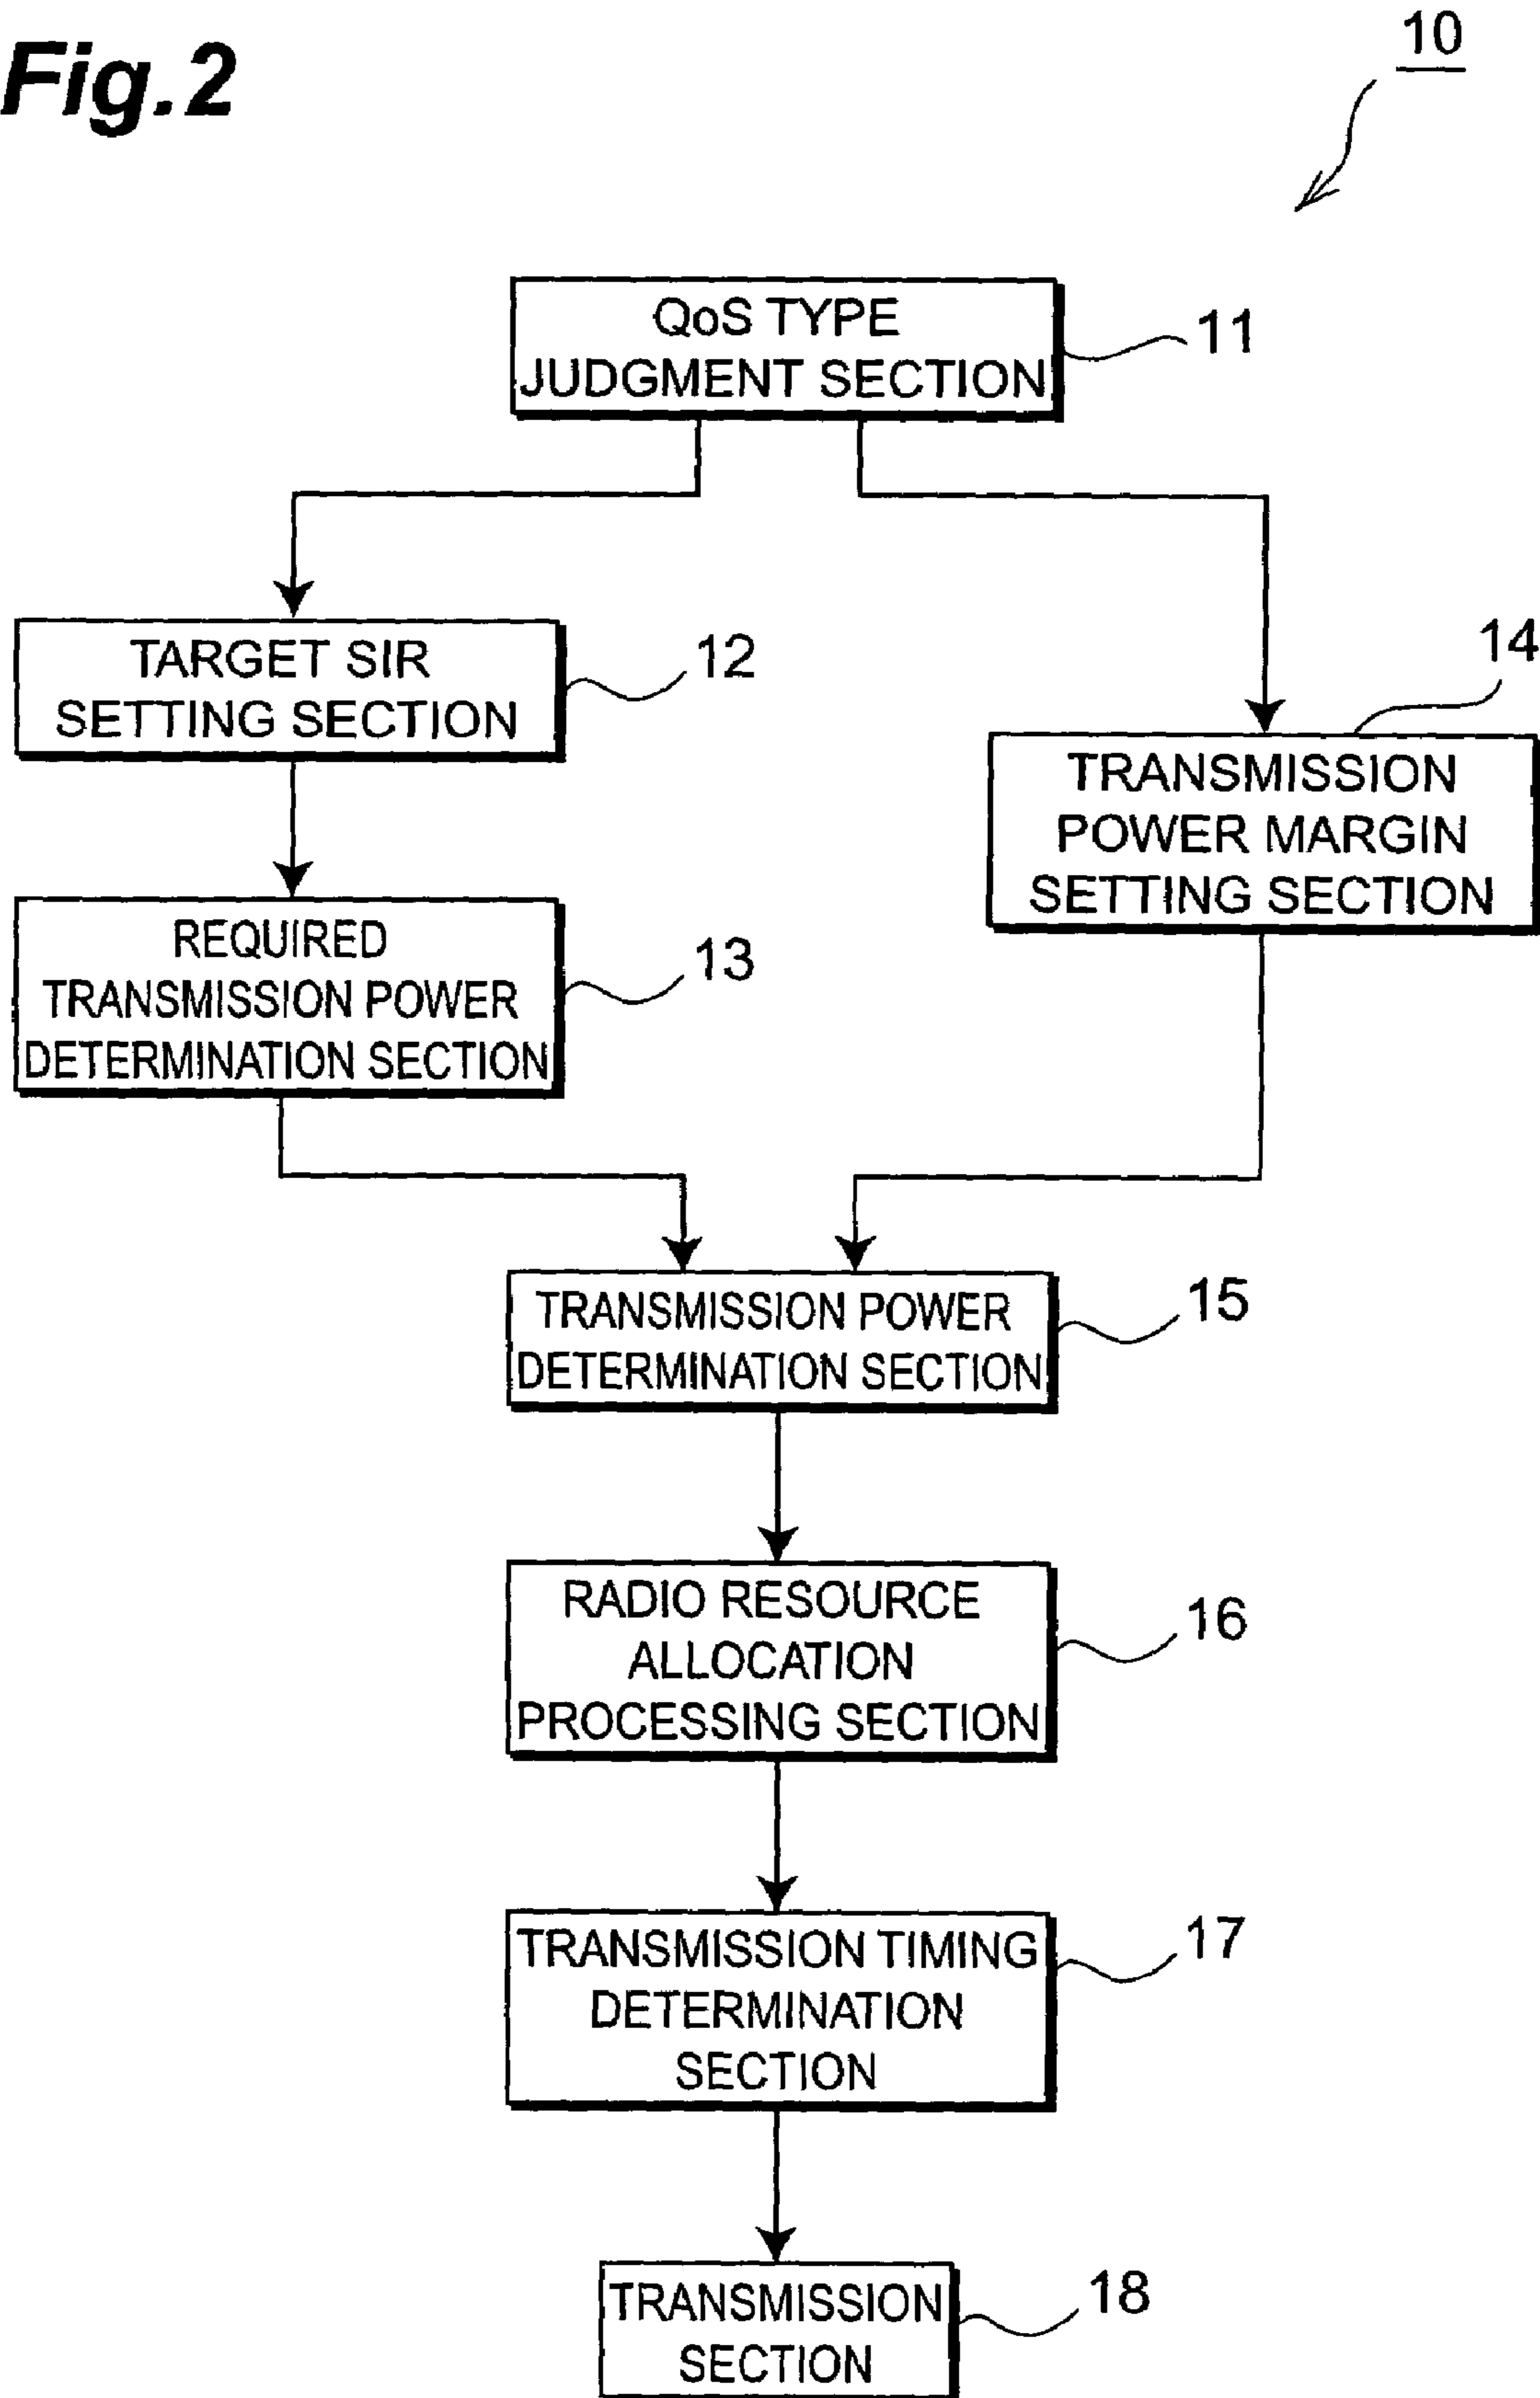 Fig.2
10
QoS TYPE
JUDGMENT SECTION
11
TARGET SIR
SETTING SECTION
12
14
TRANSMISSION
POWER MARGIN
SETTING SECTION
REQUIRED
TRANSMISSION POWER
DETERMINATION SECTION
13
TRANSMISSION POWER
DETERMINATION SECTION
15
RADIO RESOURCE
ALLOCATION
PROCESSING SECTION
16
TRANSMISSION TIMING
DETERMINATION
SECTION
17
TRANSMISSION
SECTION
18